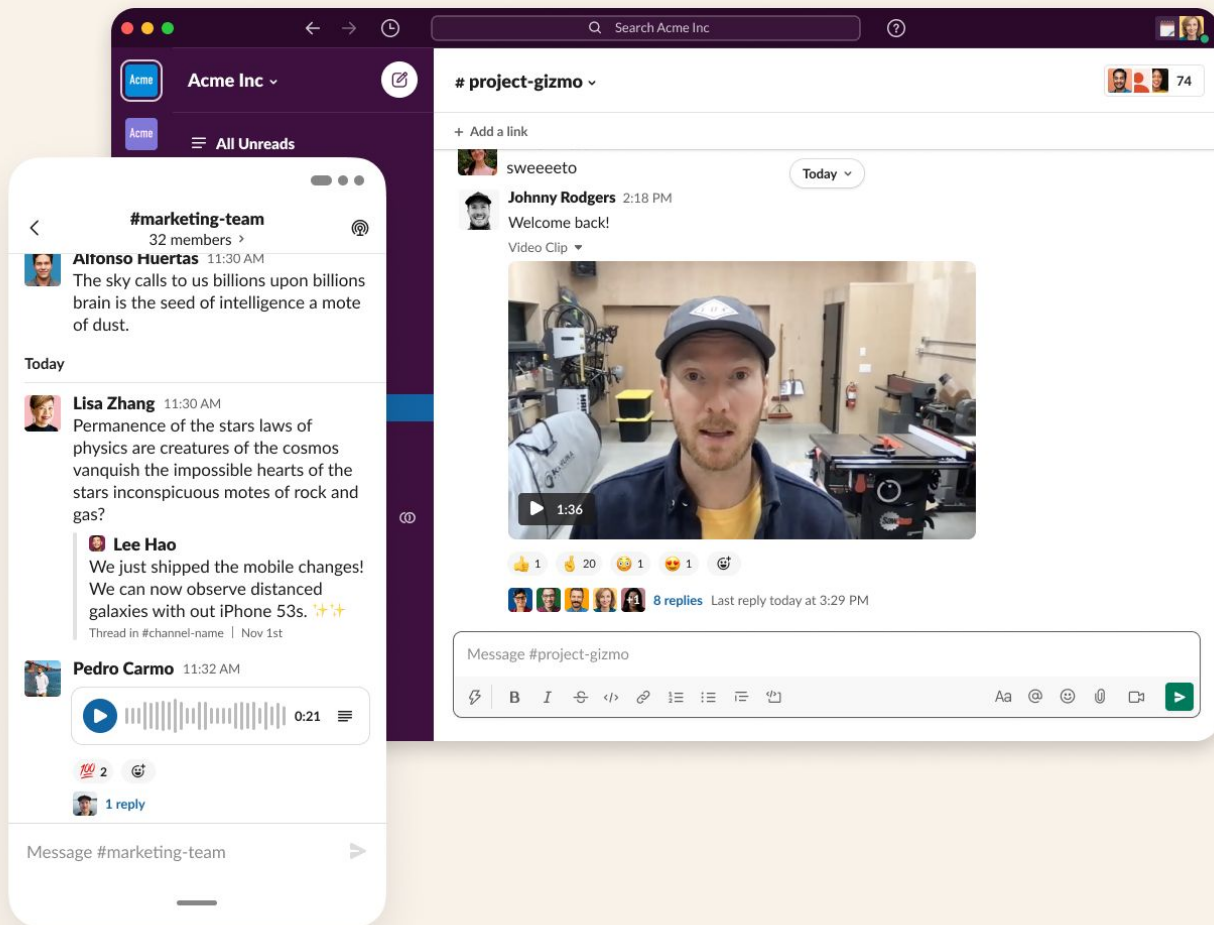 Search Acme Inc
Acme
Acme Inc
# project-gizmo
74
Acme
All Unreads
+ Add a link
sweeeeto
Today
Johnny Rodgers 2:18 PM
Welcome back!
Video Clip
1:36
1
20
1
1
+1
8 replies Last reply today at 3:29 PM
Message #project-gizmo
B I
Aa @
#marketing-team
32 members
Alfonso Huertas 11:30 AM
The sky calls to us billions upon billions
brain is the seed of intelligence a mote
of dust.
Today
Lisa Zhang 11:30 AM
Permanence of the stars laws of
physics are creatures of the cosmos
vanquish the impossible hearts of the
stars inconspicuous motes of rock and
gas?
Lee Hao
We just shipped the mobile changes!
We can now observe distanced
galaxies with out iPhone 53s. ✨✨
Thread in #channel-name | Nov 1st
Pedro Carmo 11:32 AM
0:21
💯 2
1 reply
Message #marketing-team